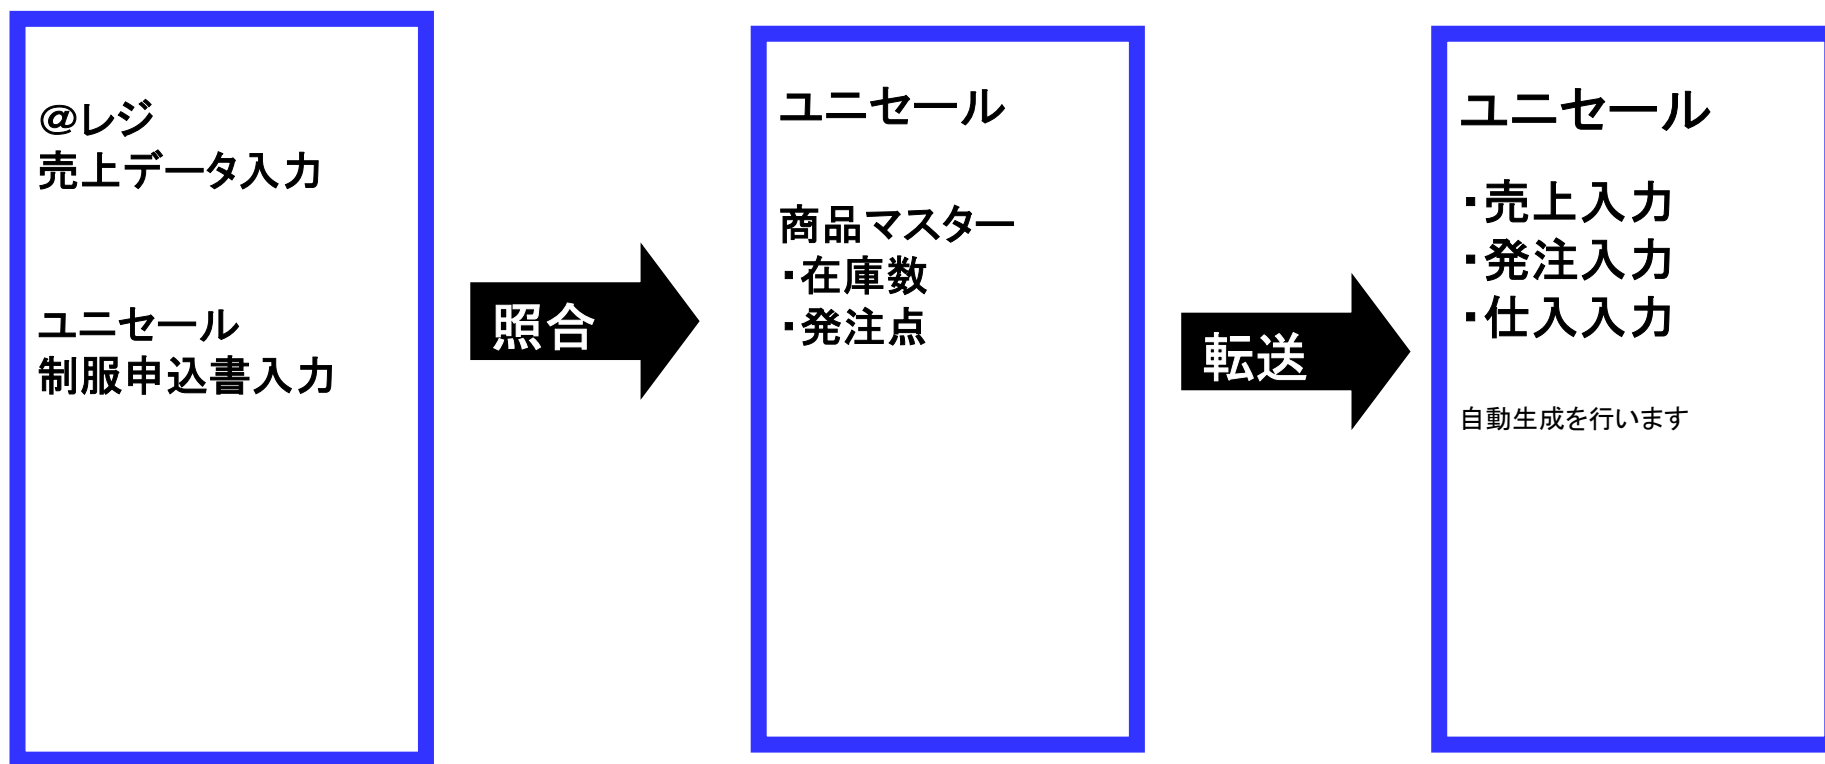 @レジ
売上データ入力
ユニセール
制服申込書入力
照合
ユニセール
商品マスター
・在庫数
・発注点
転送
ユニセール
・売上入力
・発注入力
・仕入入力
自動生成を行います